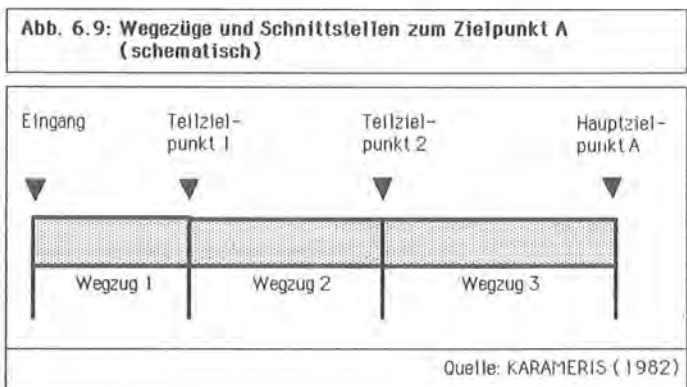 Abb. 6.9: Wegezüge und Schnittstellen zum Zielpunkt A
(schematisch)
Eingang Teilziel- Teilziel- Hauptziel-
punkt 1 punkt 2 punkt A
Wegzug 1 Wegzug 2 Wegzug 3
Quelle: KARAMERIS (1982)